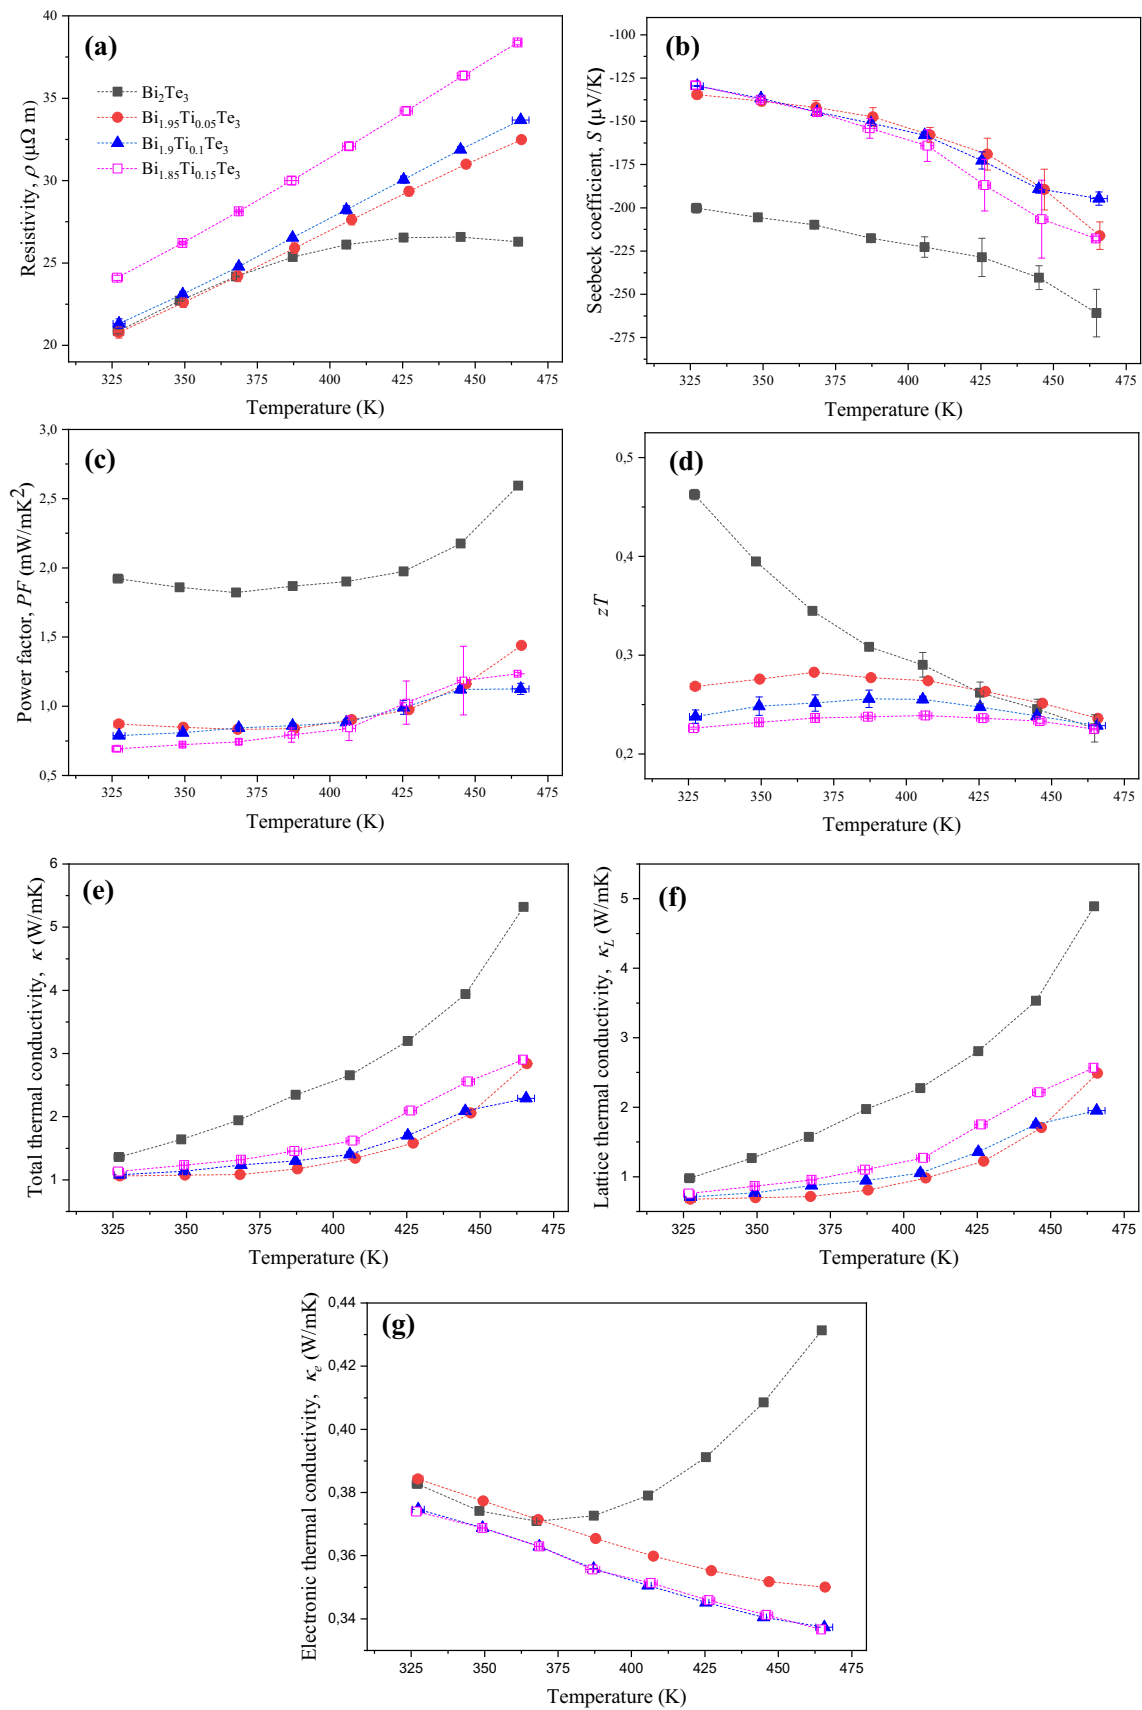 (a)
Resistivity, ρ (μΩ m)
40
35
30
25
20
Bi2Te3
Bi1.95Ti0.05Te3
Bi1.9Ti0.1Te3
Bi1.85Ti0.15Te3
325 350 375 400 425 450 475
Temperature (K)
(b)
Seebeck coefficient, S (μV/K)
-100
-125
-150
-175
-200
-225
-250
-275
325 350 375 400 425 450 475
Temperature (K)
(c)
Power factor, PF (mW/mK2)
3,0
2,5
2,0
1,5
1,0
0,5
325 350 375 400 425 450 475
Temperature (K)
(d)
zT
0,5
0,4
0,3
0,2
325 350 375 400 425 450 475
Temperature (K)
(e)
Total thermal conductivity, κ (W/mK)
6
5
4
3
2
1
325 350 375 400 425 450 475
Temperature (K)
(f)
Lattice thermal conductivity, κL (W/mK)
5
4
3
2
1
325 350 375 400 425 450 475
Temperature (K)
(g)
Electronic thermal conductivity, κe (W/mK)
0,44
0,42
0,40
0,38
0,36
0,34
325 350 375 400 425 450 475
Temperature (K)